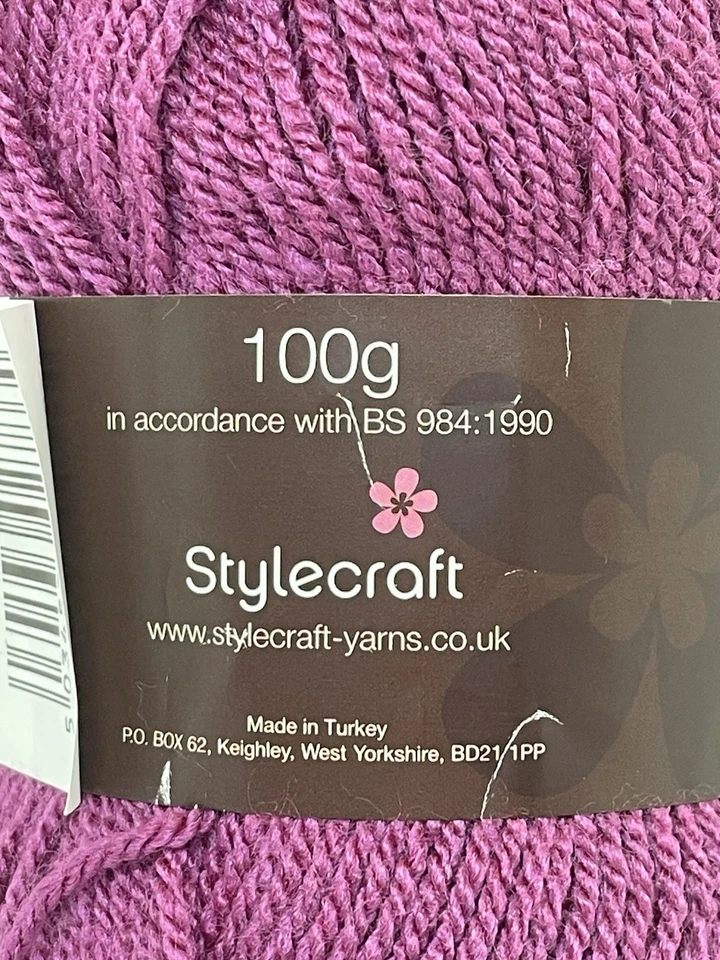 100g
in accordance with BS 984:1990
Stylecraft
www.stylecraft-yarns.co.uk
Made in Turkey
P.O. BOX 62, Keighley, West Yorkshire, BD21 1PP